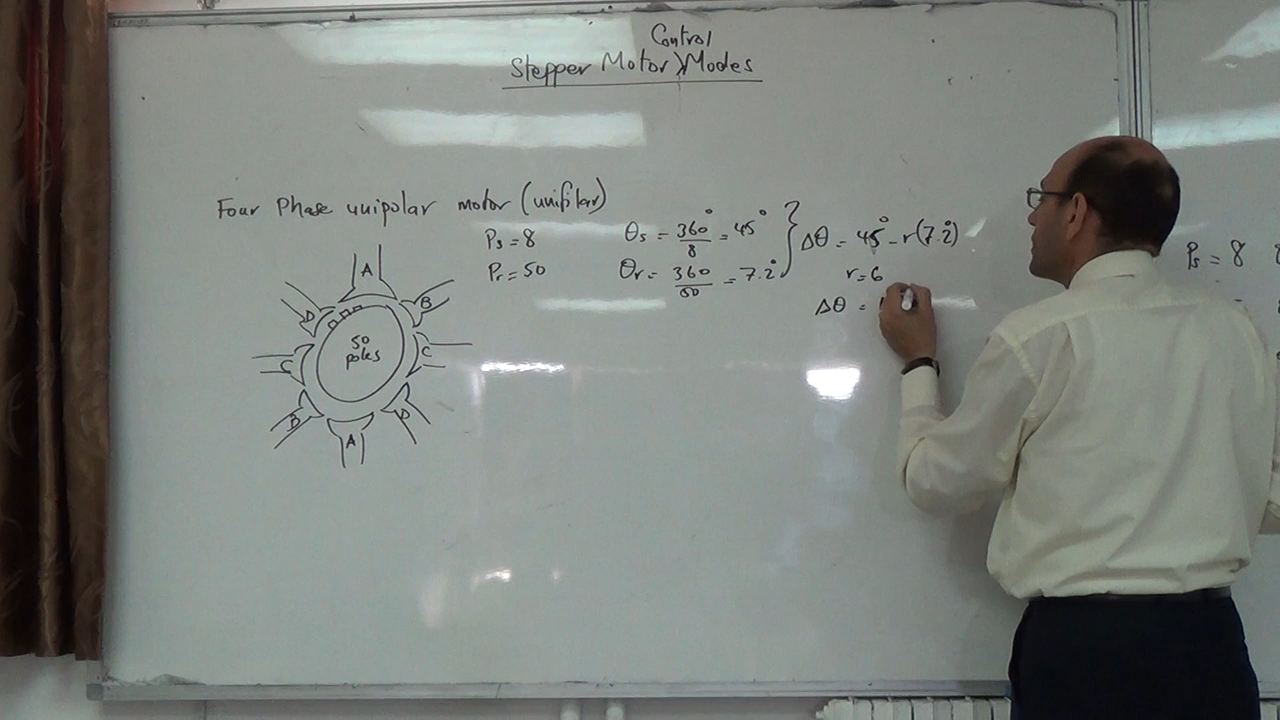 Control
Stepper Motor Modes
Four Phase unipolar motor (unifilar)
Ps = 8
Pr = 50
θs = 360°/8 = 45°
θr = 360/50 = 7.2°
Δθ = 45° - r(7.2°)
r = 6
Δθ =
A
B
C
D
A
B
C
D
50
poles
Ps = 8